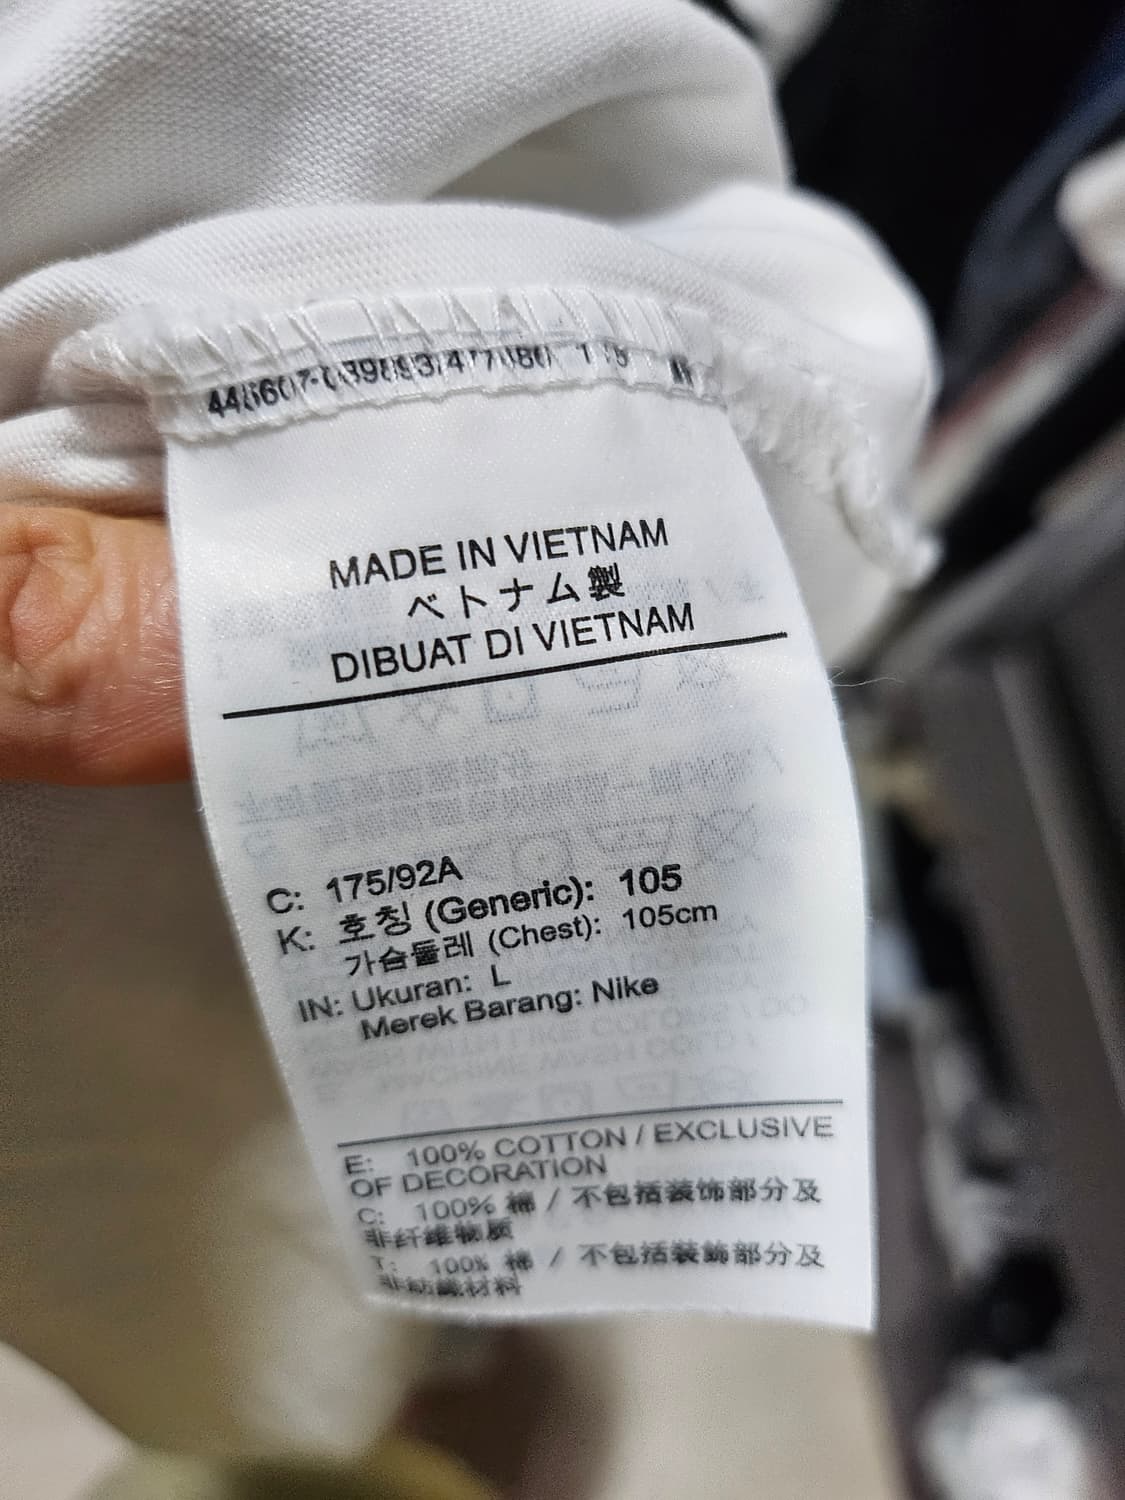 MADE IN VIETNAM
ベトナム製
DIBUAT DI VIETNAM
C: 175/92A
K: 호칭 (Generic): 105
가슴둘레 (Chest): 105cm
IN: Ukuran: L
Merek Barang: Nike
E: 100% COTTON / EXCLUSIVE
OF DECORATION
C: 100% 棉 / 不包括装饰部分及
非纤维物质
T: 100% 棉 / 不包括裝飾部分及
非紡織材料